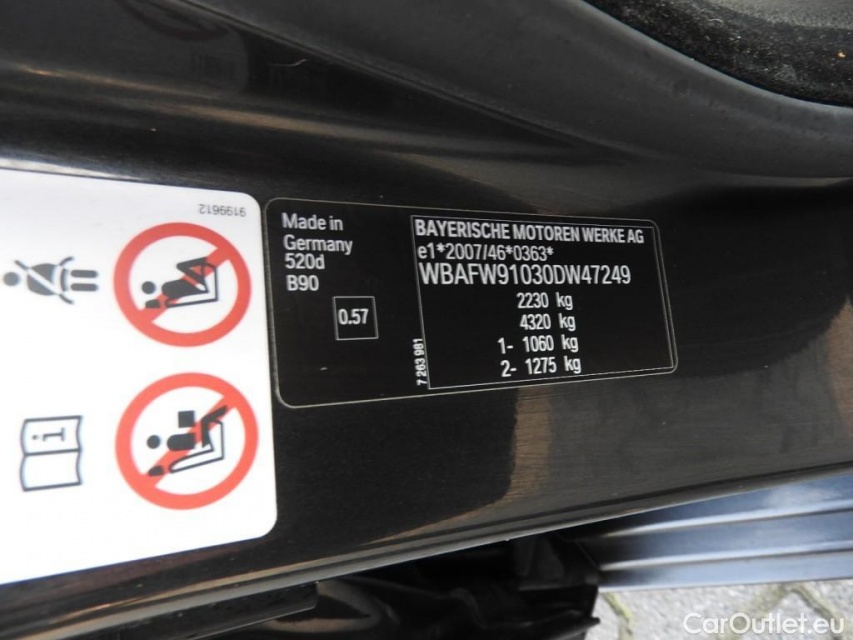 9199612
Made in
Germany
520d
B90
0.57
7 263 981
BAYERISCHE MOTOREN WERKE AG
e1*2007/46*0363*
WBAFW91030DW47249
2230 kg
4320 kg
1- 1060 kg
2- 1275 kg
i
CarOutlet.eu